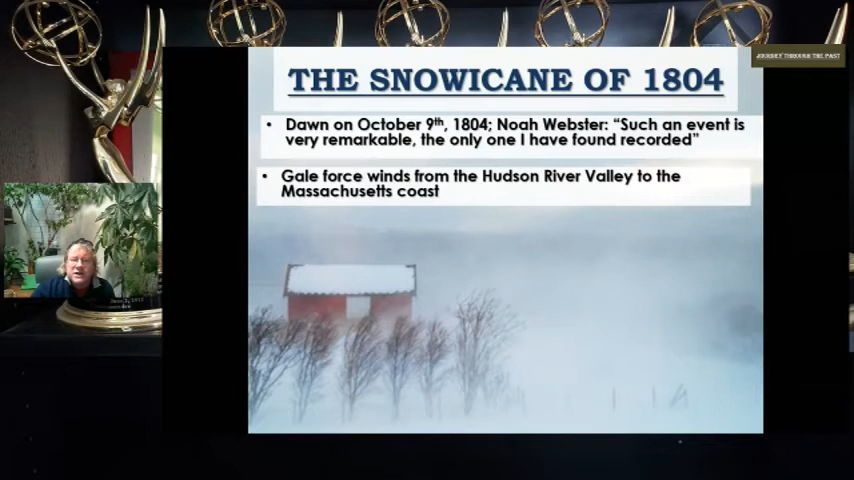 JOURNEY THROUGH THE PAST
THE SNOWICANE OF 1804
• Dawn on October 9th, 1804; Noah Webster: “Such an event is
very remarkable, the only one I have found recorded”
• Gale force winds from the Hudson River Valley to the
Massachusetts coast